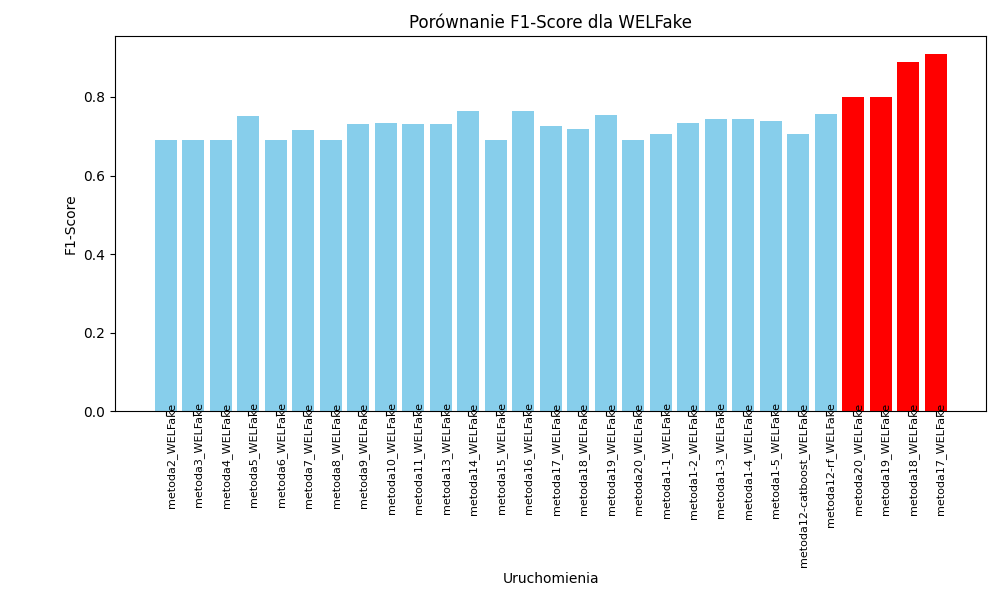 Porównanie F1-Score dla WELFake
F1-Score
0.8
0.6
0.4
0.2
0.0
metoda2_WELFake
metoda3_WELFake
metoda4_WELFake
metoda5_WELFake
metoda6_WELFake
metoda7_WELFake
metoda8_WELFake
metoda9_WELFake
metoda10_WELFake
metoda11_WELFake
metoda13_WELFake
metoda14_WELFake
metoda15_WELFake
metoda16_WELFake
metoda17_WELFake
metoda18_WELFake
metoda19_WELFake
metoda20_WELFake
metoda1-1_WELFake
metoda1-2_WELFake
metoda1-3_WELFake
metoda1-4_WELFake
metoda1-5_WELFake
metoda12-catboost_WELFake
metoda12-rf_WELFake
metoda20_WELFake
metoda19_WELFake
metoda18_WELFake
metoda17_WELFake
Uruchomienia